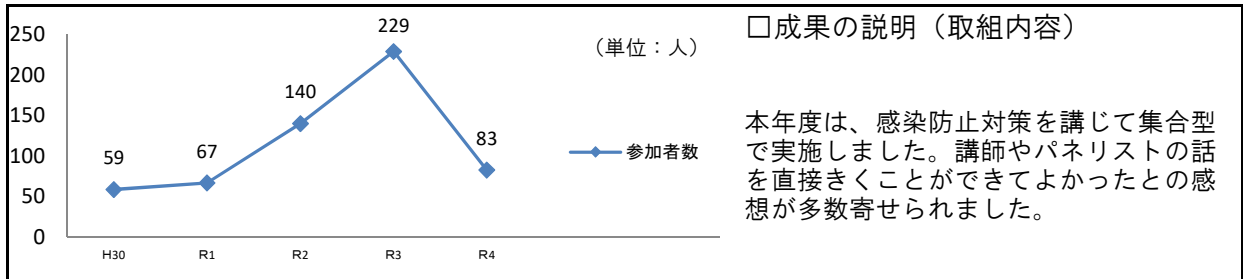 250
200
150
100
50
0
59
67
140
229
83
H30
R1
R2
R3
R4
（単位：人）
参加者数
□成果の説明（取組内容）
本年度は、感染防止対策を講じて集合型
で実施しました。講師やパネリストの話
を直接きくことができてよかったとの感
想が多数寄せられました。